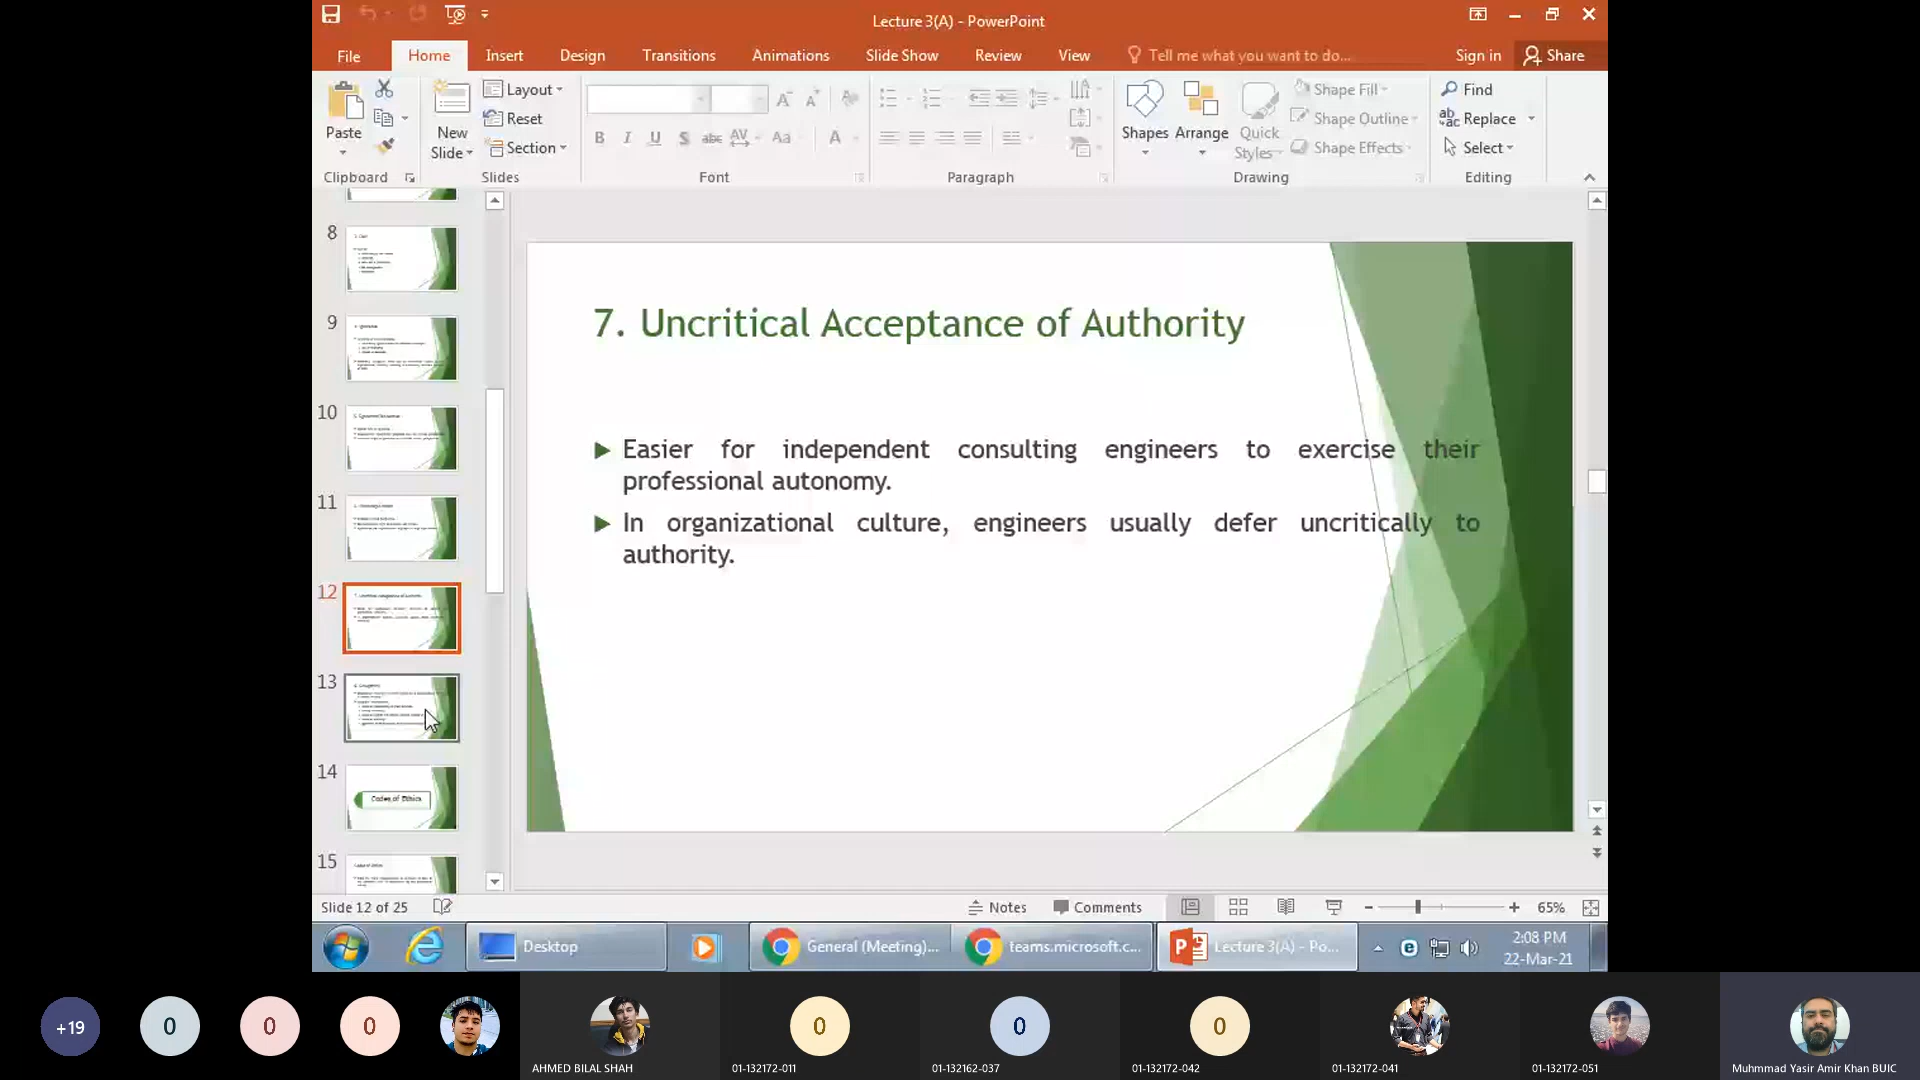 Lecture 3(A) - PowerPoint
File Home Insert Design Transitions Animations Slide Show Review View Tell me what you want to do... Sign in Share
Paste
New Slide
Layout
Reset
Section
B I U S abc AV Aa A
Shapes Arrange Quick Styles
Shape Fill
Shape Outline
Shape Effects
Find
Replace
Select
Clipboard Slides Font Paragraph Drawing Editing
8
9
10
11
12
13
14
Codes of Ethics
15
7. Uncritical Acceptance of Authority
Easier for independent consulting engineers to exercise their
professional autonomy.
In organizational culture, engineers usually defer uncritically to
authority.
Slide 12 of 25 Notes Comments 65%
Desktop General (Meeting)... teams.microsoft.c... Lecture 3(A) - Po...
2:08 PM
22-Mar-21
+19 0 0 0 0 0 0
AHMED BILAL SHAH 01-132172-011 01-132162-037 01-132172-042 01-132172-041 01-132172-051 Muhmmad Yasir Amir Khan BUIC